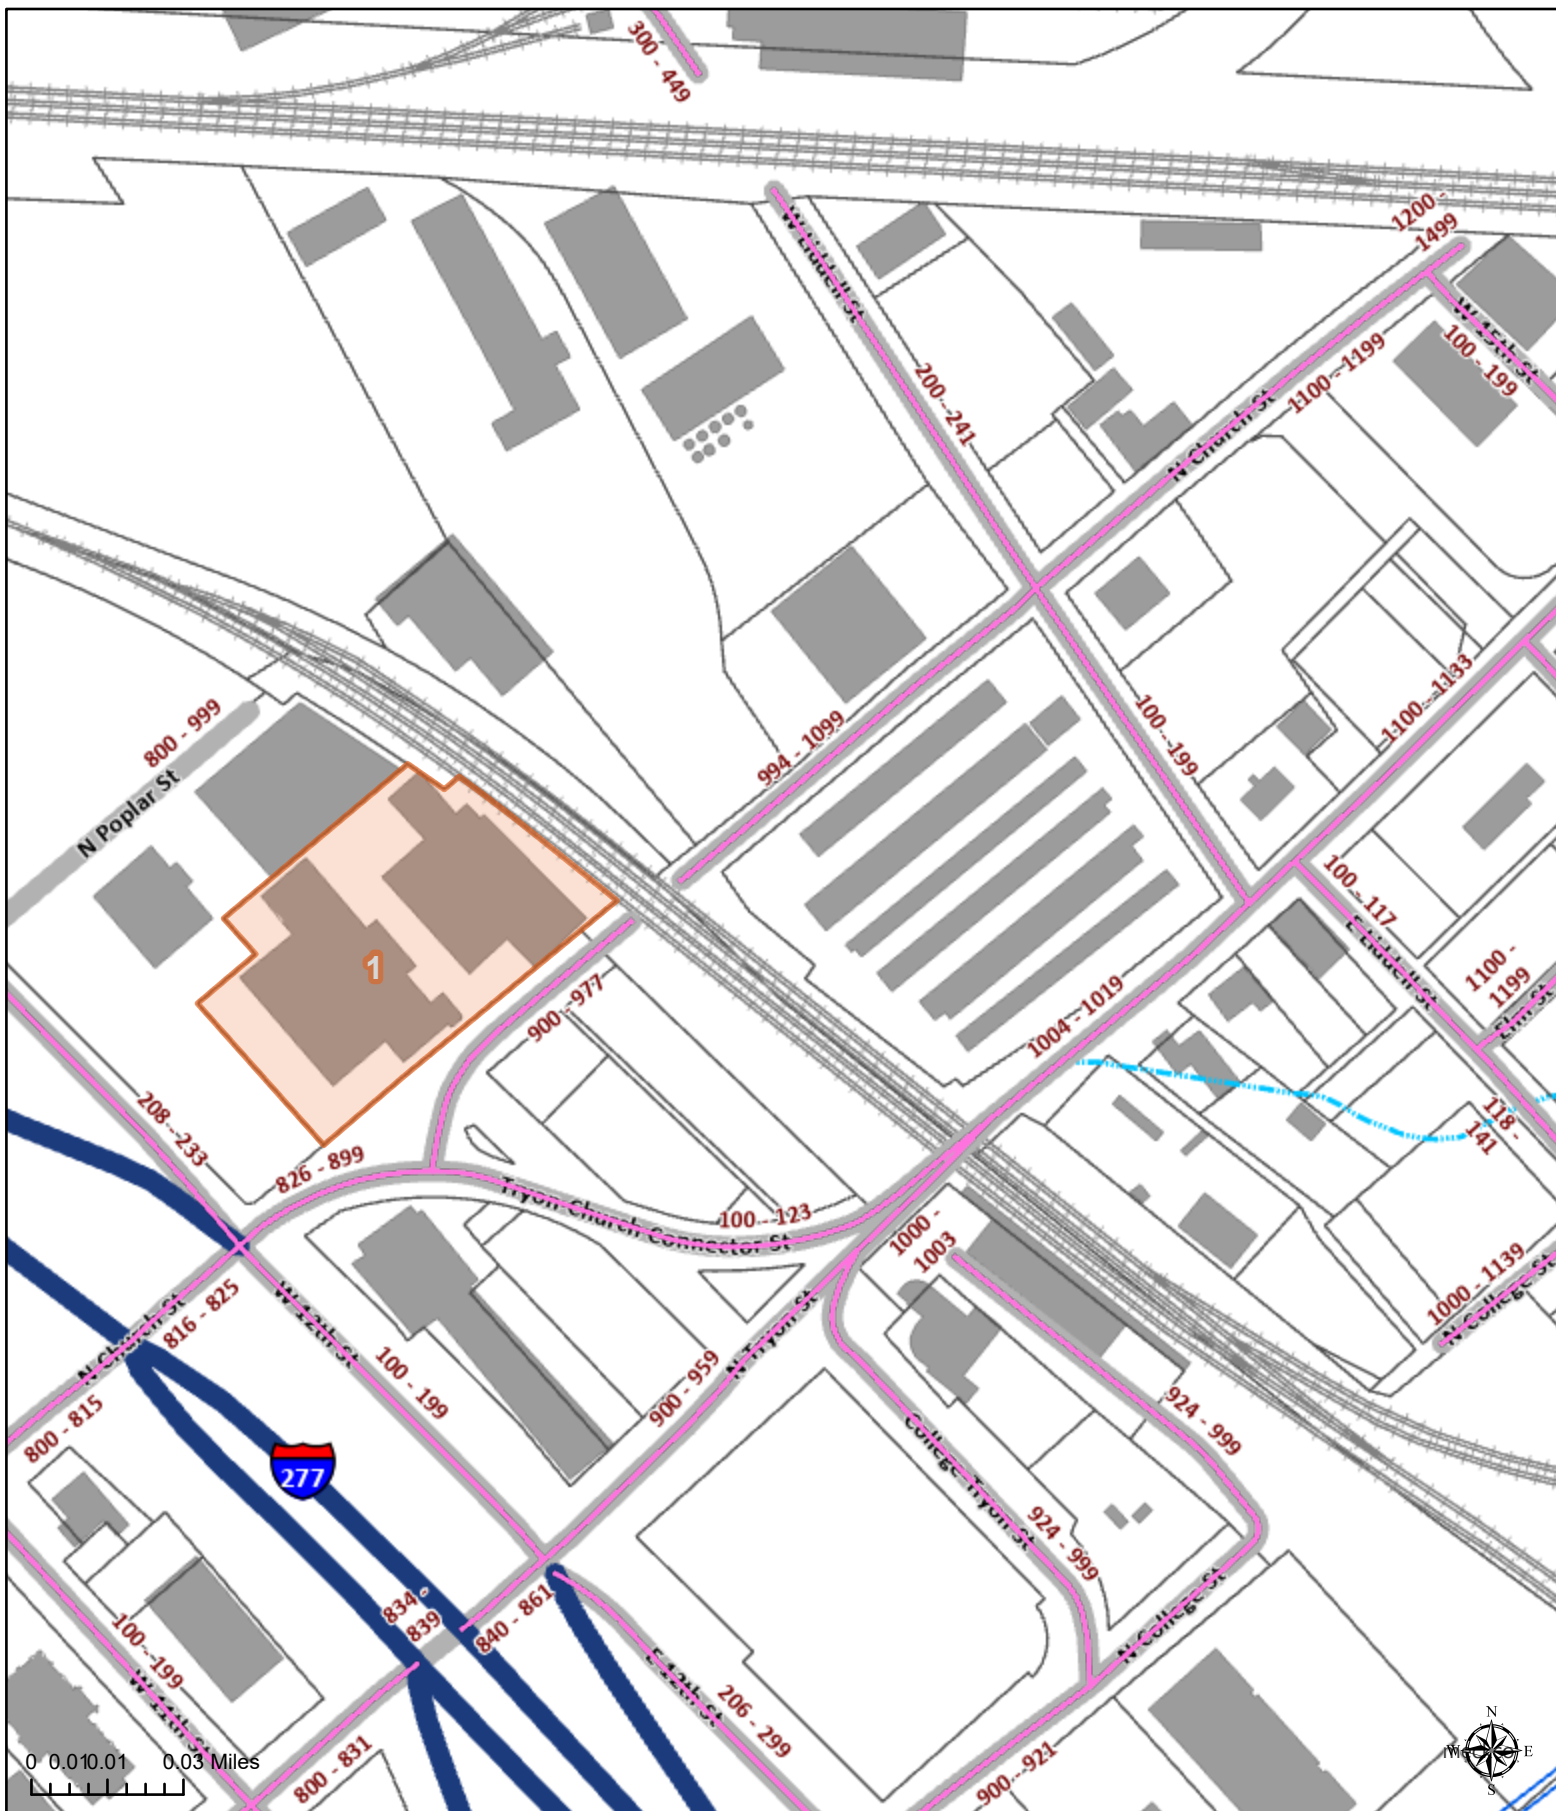 300 - 449
1200 -
1499
W Liddell St
W 15th St
100 - 199
200 - 241
1100 - 1199
N Church St
800 - 999
N Poplar St
994 - 1099
100 - 199
1100 - 1133
100 - 117
E Liddell St
1100 -
1199
Elm St
1
900 - 977
1004 - 1019
118 -
141
208 - 233
826 - 899
Tryon-Church Connector St
100 - 123
1000 -
1003
1000 - 1139
N College St
816 - 825
N Church St
W 12th St
100 - 199
800 - 815
N Tryon St
900 - 959
924 - 999
College-Tryon St
924 - 999
277
834 -
839
840 - 861
N College St
100 - 199
W 11th St
E 12th St
206 - 299
800 - 831
900 - 921
0 0.01 0.01 0.03 Miles
N
W E
S